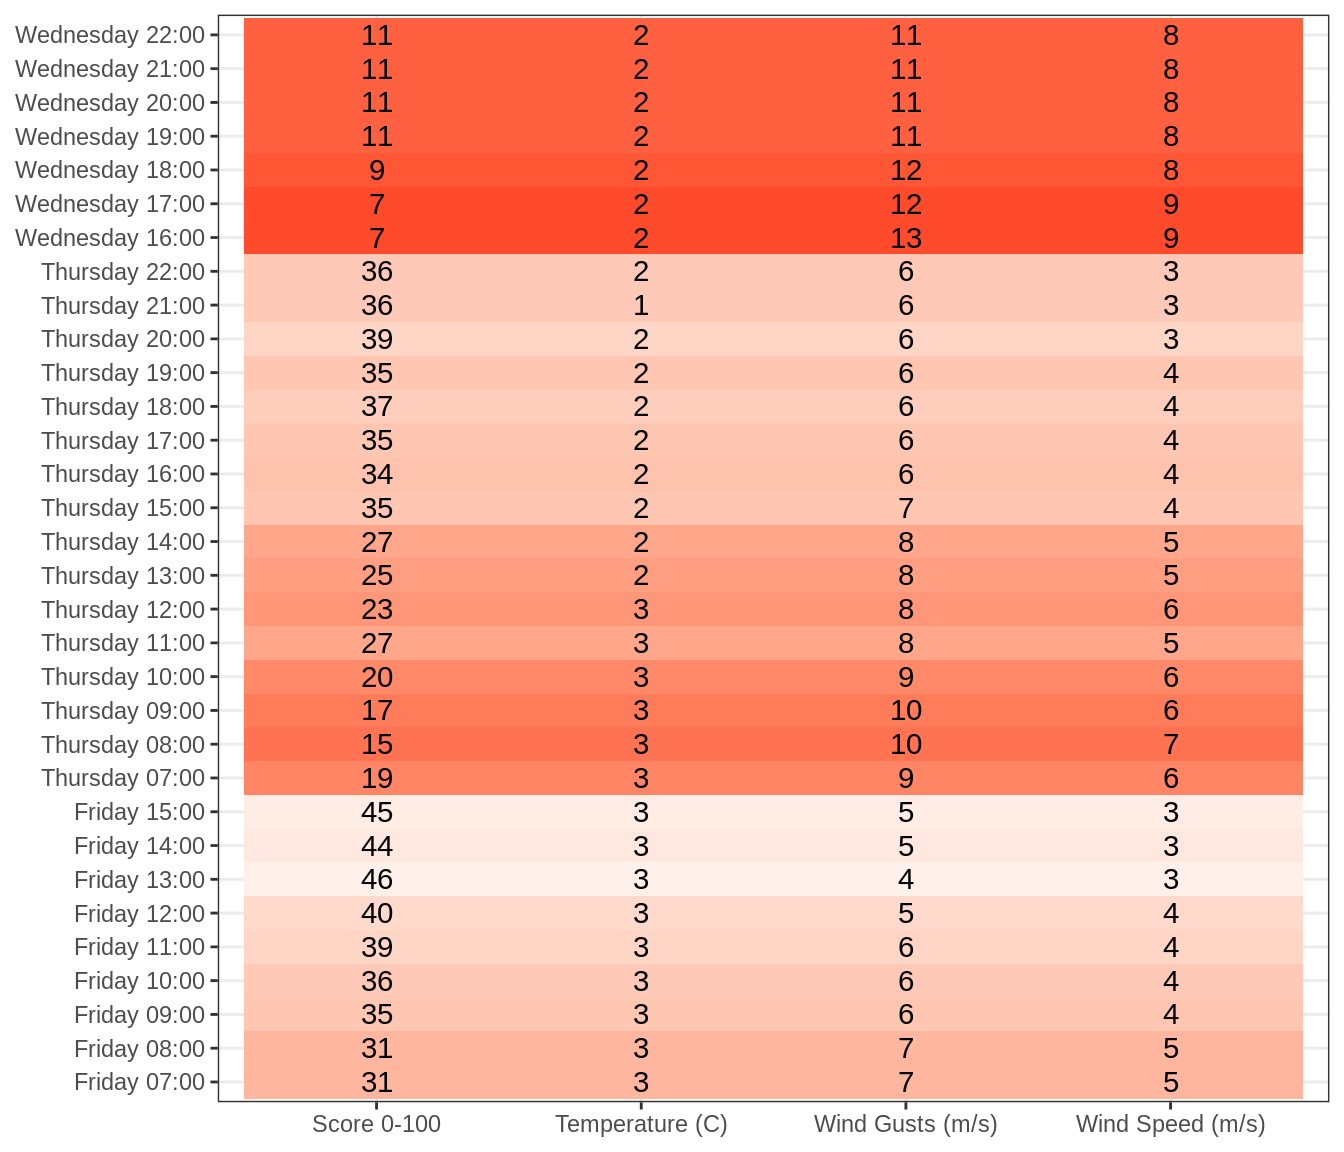 Wednesday 22:00 11 2 11 8
Wednesday 21:00 11 2 11 8
Wednesday 20:00 11 2 11 8
Wednesday 19:00 11 2 11 8
Wednesday 18:00 9 2 12 8
Wednesday 17:00 7 2 12 9
Wednesday 16:00 7 2 13 9
Thursday 22:00 36 2 6 3
Thursday 21:00 36 1 6 3
Thursday 20:00 39 2 6 3
Thursday 19:00 35 2 6 4
Thursday 18:00 37 2 6 4
Thursday 17:00 35 2 6 4
Thursday 16:00 34 2 6 4
Thursday 15:00 35 2 7 4
Thursday 14:00 27 2 8 5
Thursday 13:00 25 2 8 5
Thursday 12:00 23 3 8 6
Thursday 11:00 27 3 8 5
Thursday 10:00 20 3 9 6
Thursday 09:00 17 3 10 6
Thursday 08:00 15 3 10 7
Thursday 07:00 19 3 9 6
Friday 15:00 45 3 5 3
Friday 14:00 44 3 5 3
Friday 13:00 46 3 4 3
Friday 12:00 40 3 5 4
Friday 11:00 39 3 6 4
Friday 10:00 36 3 6 4
Friday 09:00 35 3 6 4
Friday 08:00 31 3 7 5
Friday 07:00 31 3 7 5
Score 0-100 Temperature (C) Wind Gusts (m/s) Wind Speed (m/s)